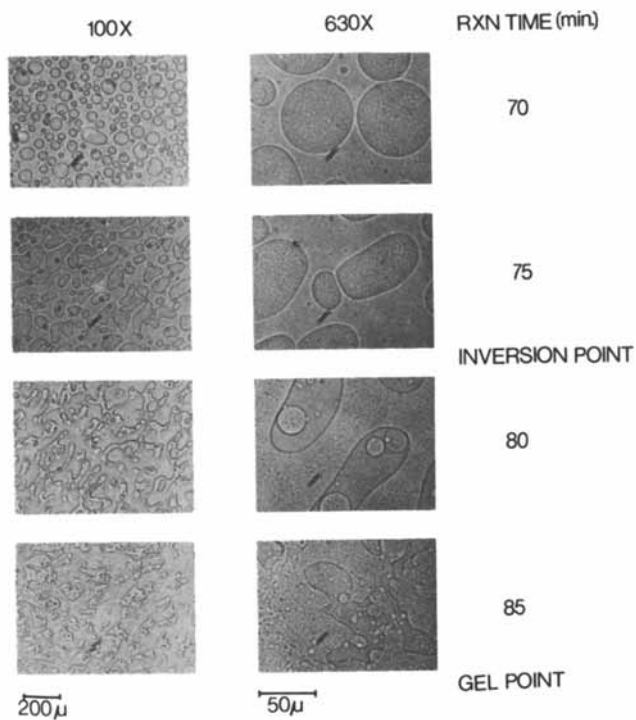 100X 630X RXN TIME (min.)
70
75
INVERSION POINT
80
85
GEL POINT
200µ 50µ